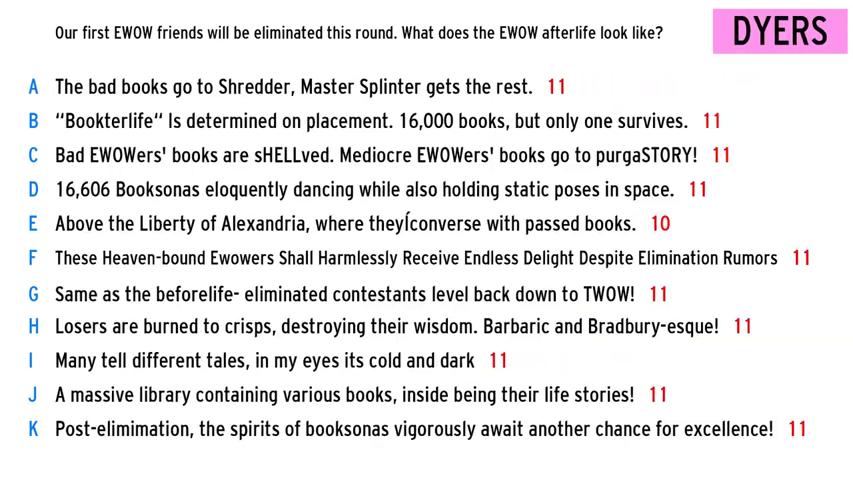 Our first EWOW friends will be eliminated this round. What does the EWOW afterlife look like?
DYERS
A The bad books go to Shredder, Master Splinter gets the rest. 11
B “Bookterlife“ Is determined on placement. 16,000 books, but only one survives. 11
C Bad EWOWers' books are sHELLved. Mediocre EWOWers' books go to purgaSTORY! 11
D 16,606 Booksonas eloquently dancing while also holding static poses in space. 11
E Above the Liberty of Alexandria, where theyÍconverse with passed books. 10
F These Heaven-bound Ewowers Shall Harmlessly Receive Endless Delight Despite Elimination Rumors 11
G Same as the beforelife- eliminated contestants level back down to TWOW! 11
H Losers are burned to crisps, destroying their wisdom. Barbaric and Bradbury-esque! 11
I Many tell different tales, in my eyes its cold and dark 11
J A massive library containing various books, inside being their life stories! 11
K Post-elimimation, the spirits of booksonas vigorously await another chance for excellence! 11